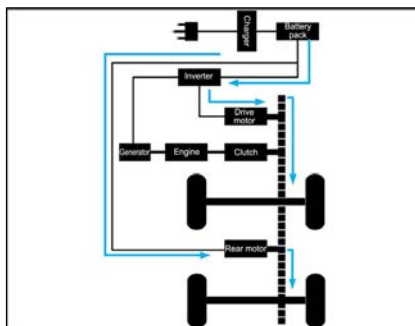 Charger
Battery
pack
Inverter
Drive
motor
Generator
Engine
Clutch
Rear motor